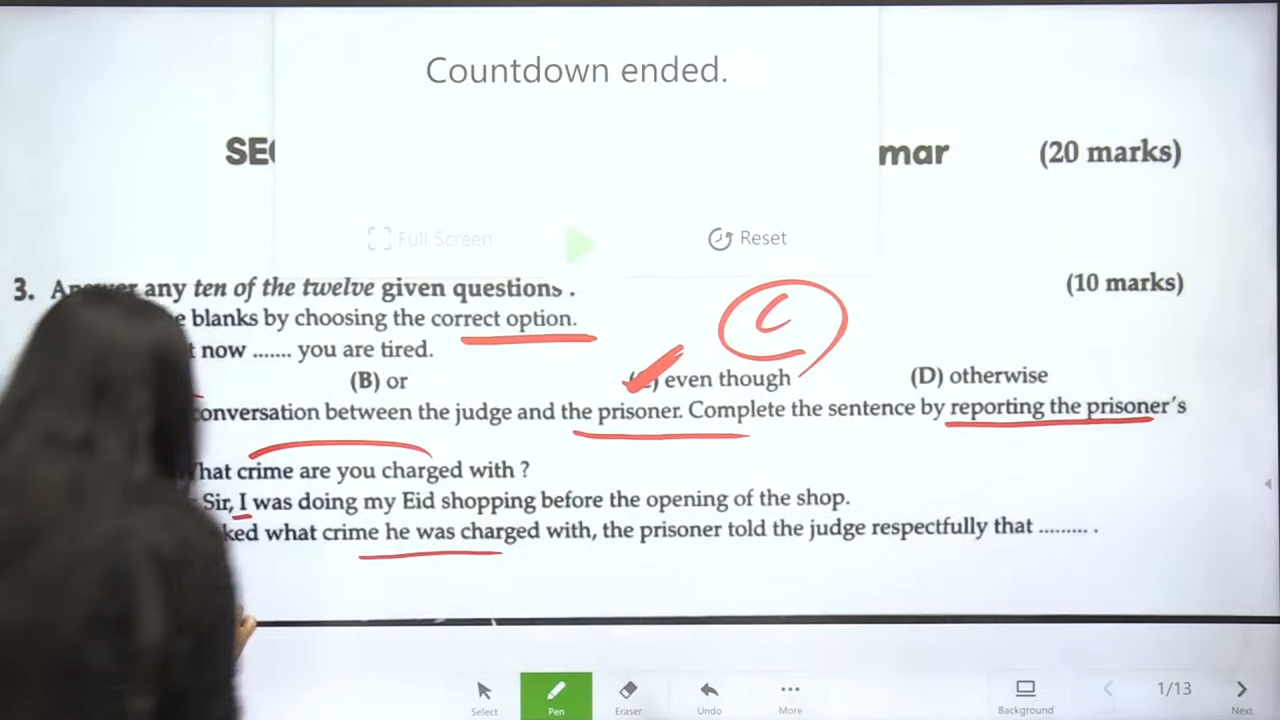 Countdown ended.
mar (20 marks)
Full Screen Reset
3. Answer any ten of the twelve given questions . (10 marks)
blanks by choosing the correct option.
now ....... you are tired.
(B) or even though (D) otherwise
conversation between the judge and the prisoner. Complete the sentence by reporting the prisoner's
What crime are you charged with ?
Sir, I was doing my Eid shopping before the opening of the shop.
what crime he was charged with, the prisoner told the judge respectfully that ......... .
C
Select Pen Eraser Undo More Background 1/13 Next